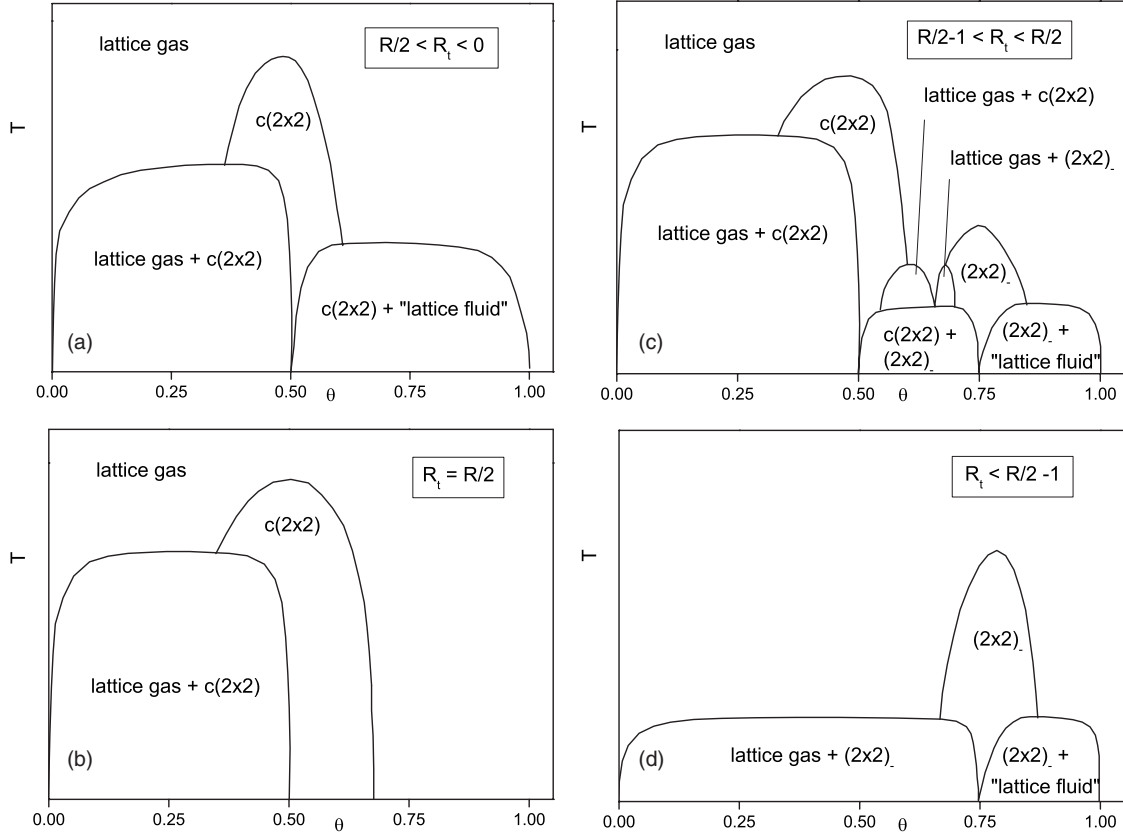 lattice gas
R/2 < Rt < 0
c(2x2)
T
lattice gas + c(2x2)
c(2x2) + "lattice fluid"
(a)
0.00 0.25 0.50 0.75 1.00
θ
lattice gas
R/2-1 < Rt < R/2
lattice gas + c(2x2)
c(2x2)
T
lattice gas + (2x2)-
lattice gas + c(2x2)
(2x2)-
c(2x2) +
(2x2)-
(2x2)- +
"lattice fluid"
(c)
0.00 0.25 0.50 0.75 1.00
θ
lattice gas
Rt = R/2
c(2x2)
T
lattice gas + c(2x2)
(b)
0.00 0.25 0.50 0.75 1.00
θ
Rt < R/2 -1
T
(2x2)-
lattice gas + (2x2)-
(2x2)- +
"lattice fluid"
(d)
0.00 0.25 0.50 0.75 1.00
θ